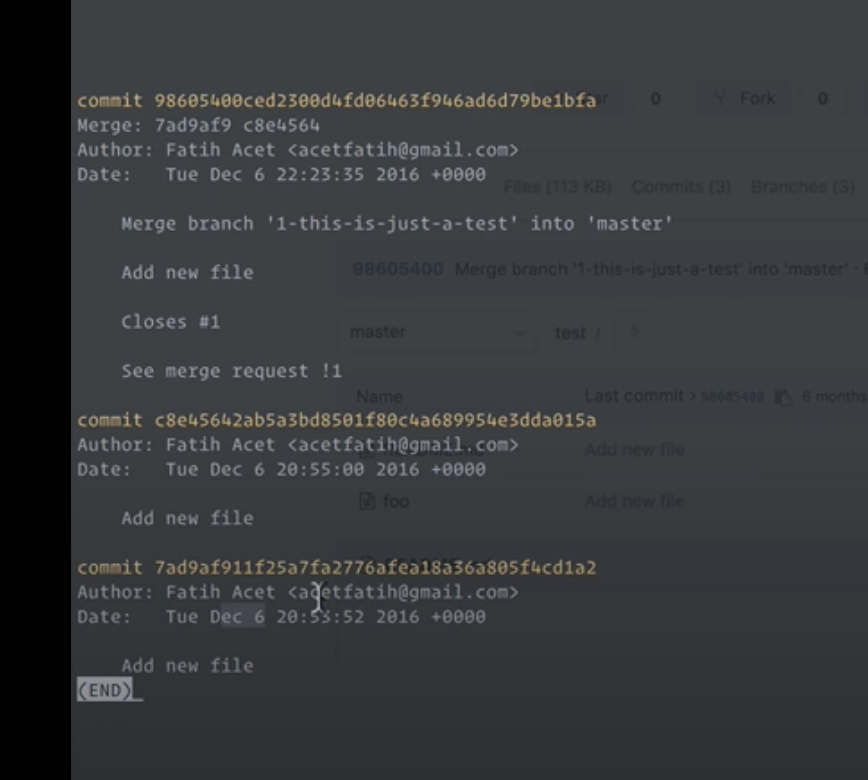 commit 98605400ced2300d4fd06463f946ad6d79be1bfa
Merge: 7ad9af9 c8e4564
Author: Fatih Acet <acetfatih@gmail.com>
Date:   Tue Dec 6 22:23:35 2016 +0000
Merge branch '1-this-is-just-a-test' into 'master'
Add new file
Closes #1
See merge request !1
commit c8e45642ab5a3bd8501f80c4a689954e3dda015a
Author: Fatih Acet <acetfatih@gmail.com>
Date:   Tue Dec 6 20:55:00 2016 +0000
Add new file
commit 7ad9af911f25a7fa2776afea18a36a805f4cd1a2
Author: Fatih Acet <acetfatih@gmail.com>
Date:   Tue Dec 6 20:53:52 2016 +0000
Add new file
(END)
0 Fork 0
Files (113 KB) Commits (3) Branches (3)
98605400 Merge branch '1-this-is-just-a-test' into 'master' ·
master test /
Name Last commit > 98605400 6 months
Add new file
foo Add new file